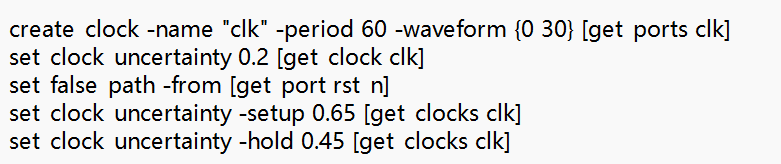 create clock -name "clk" -period 60 -waveform {0 30} [get ports clk]
set clock uncertainty 0.2 [get clock clk]
set false path -from [get port rst n]
set clock uncertainty -setup 0.65 [get clocks clk]
set clock uncertainty -hold 0.45 [get clocks clk]